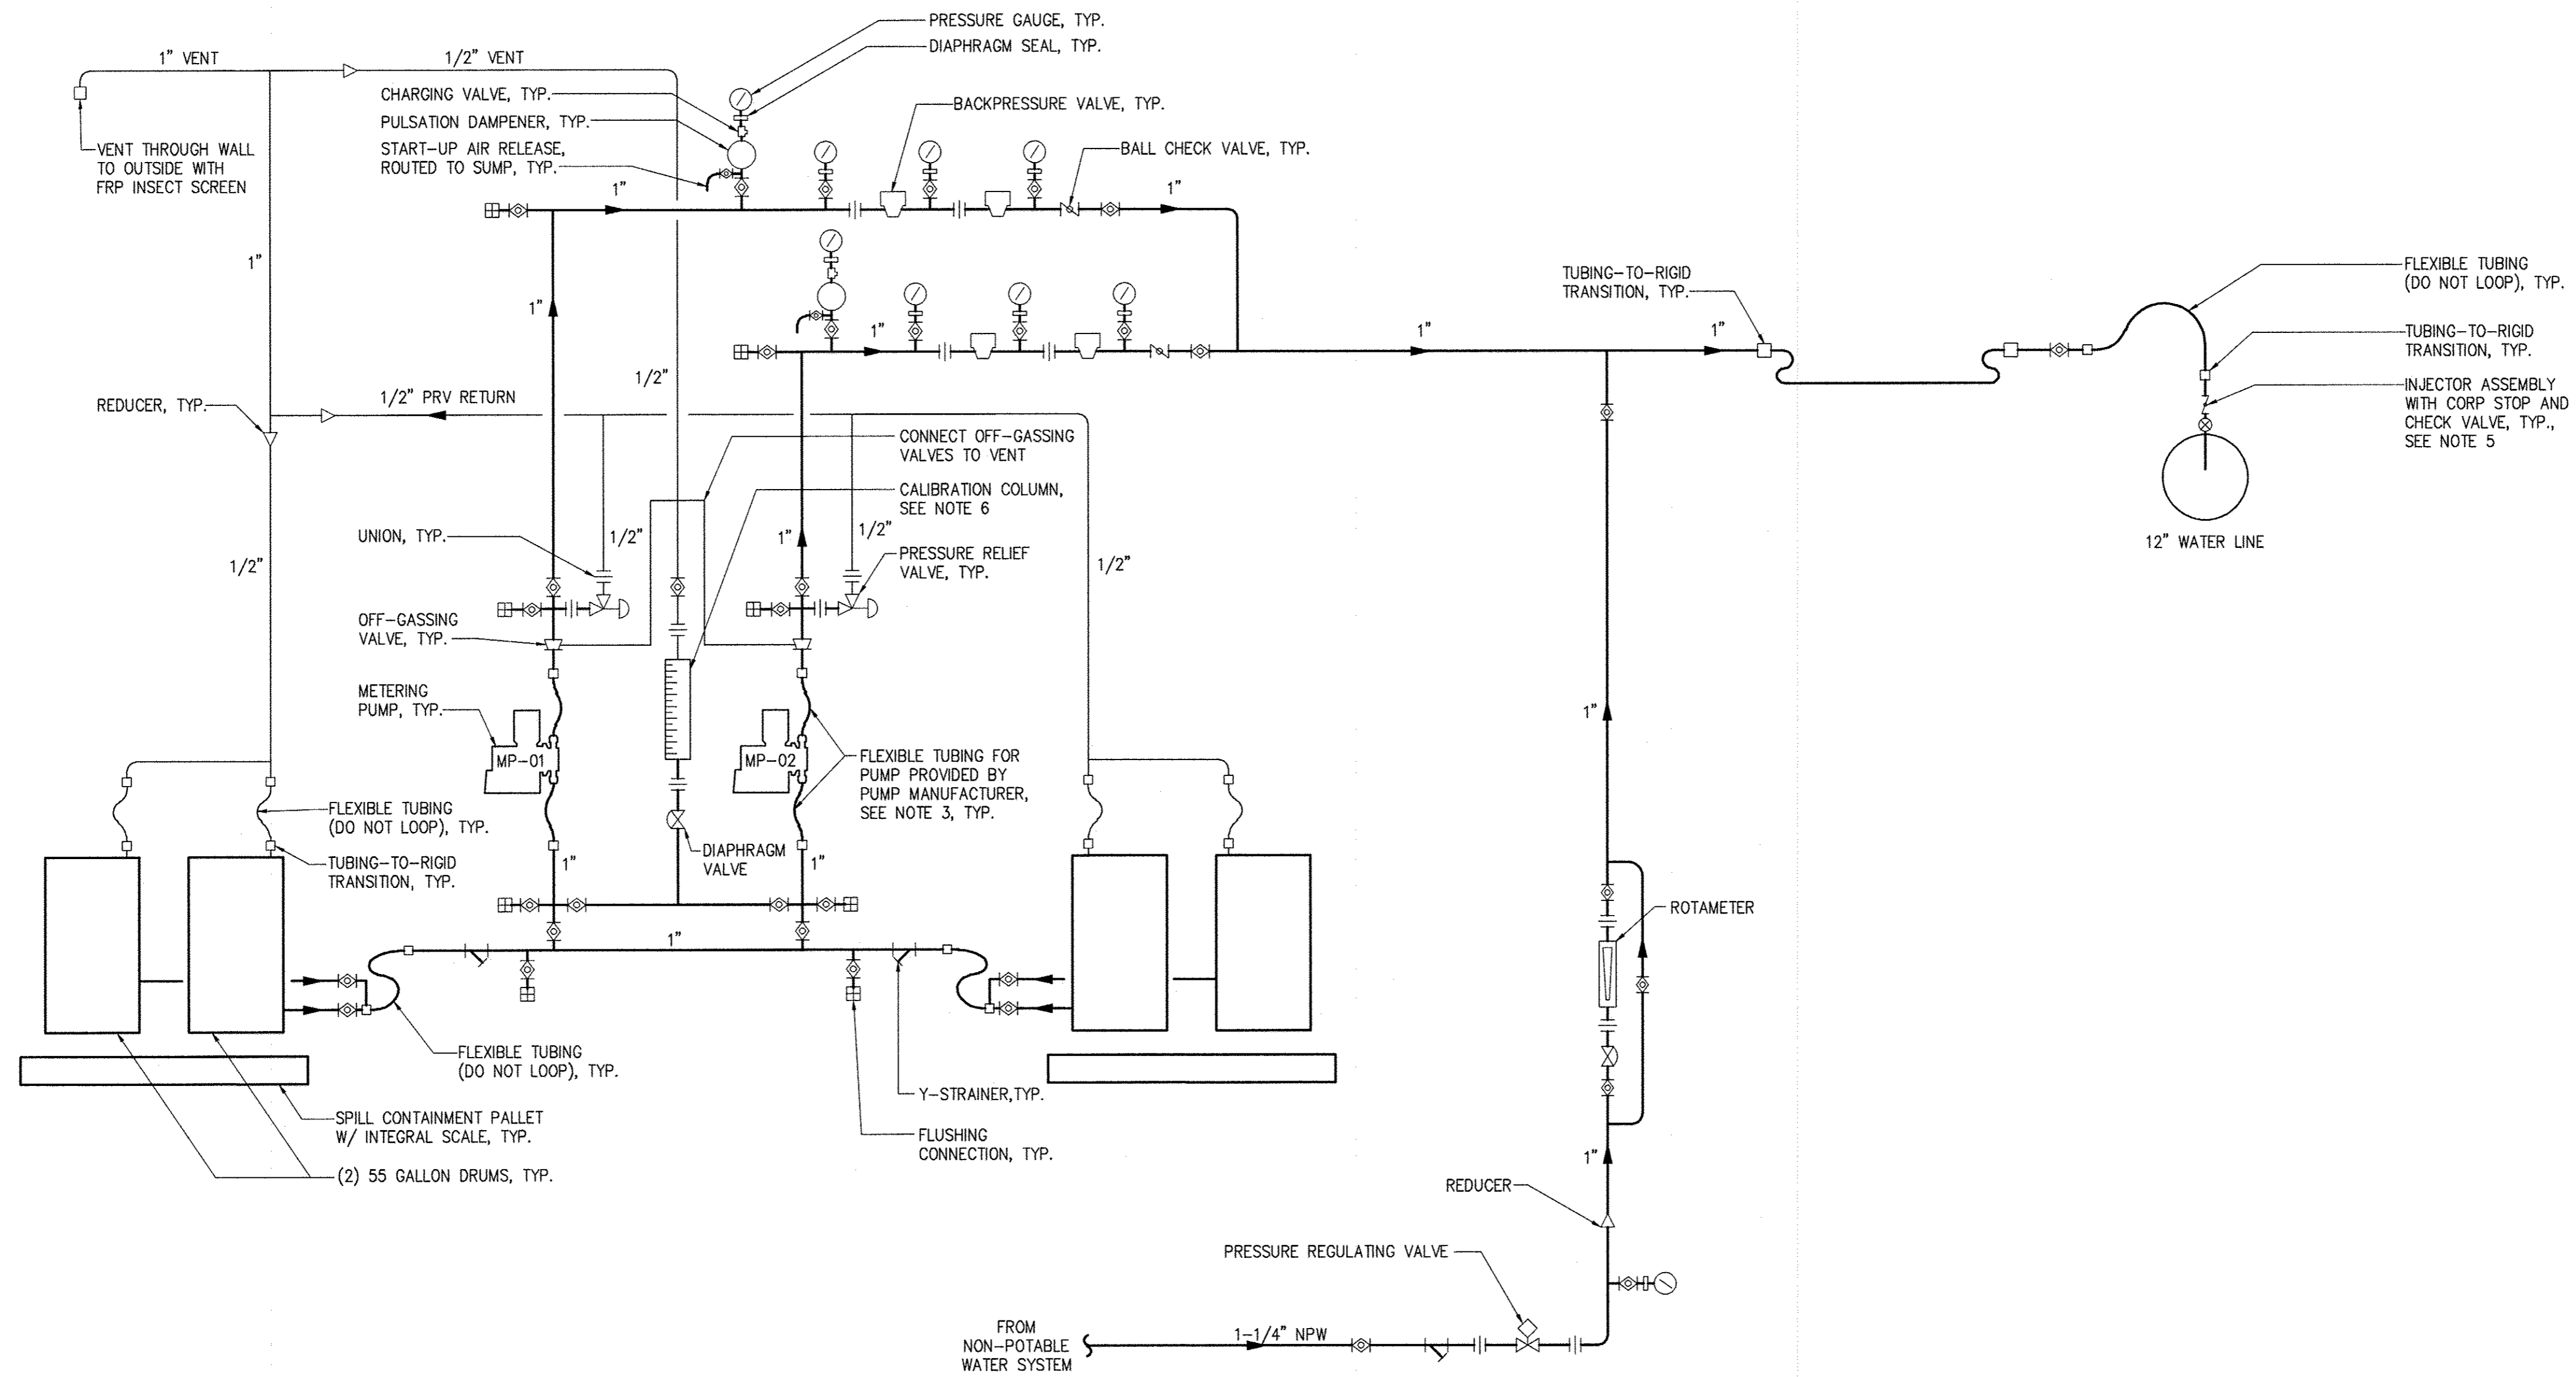 PRESSURE GAUGE, TYP.
DIAPHRAGM SEAL, TYP.
1" VENT
1/2" VENT
CHARGING VALVE, TYP.
PULSATION DAMPENER, TYP.
START-UP AIR RELEASE,
ROUTED TO SUMP, TYP.
BACKPRESSURE VALVE, TYP.
BALL CHECK VALVE, TYP.
VENT THROUGH WALL
TO OUTSIDE WITH
FRP INSECT SCREEN
1"
1"
1"
1"
1"
1"
1"
TUBING-TO-RIGID
TRANSITION, TYP.
FLEXIBLE TUBING
(DO NOT LOOP), TYP.
TUBING-TO-RIGID
TRANSITION, TYP.
INJECTOR ASSEMBLY
WITH CORP STOP AND
CHECK VALVE, TYP.,
SEE NOTE 5
12" WATER LINE
1/2"
REDUCER, TYP.
1/2" PRV RETURN
CONNECT OFF-GASSING
VALVES TO VENT
CALIBRATION COLUMN,
SEE NOTE 6
UNION, TYP.
1/2"
1"
1/2"
PRESSURE RELIEF
VALVE, TYP.
1/2"
1/2"
OFF-GASSING
VALVE, TYP.
METERING
PUMP, TYP.
MP-01
MP-02
FLEXIBLE TUBING FOR
PUMP PROVIDED BY
PUMP MANUFACTURER,
SEE NOTE 3, TYP.
1"
FLEXIBLE TUBING
(DO NOT LOOP), TYP.
TUBING-TO-RIGID
TRANSITION, TYP.
1"
DIAPHRAGM
VALVE
1"
1"
ROTAMETER
FLEXIBLE TUBING
(DO NOT LOOP), TYP.
Y-STRAINER,TYP.
SPILL CONTAINMENT PALLET
W/ INTEGRAL SCALE, TYP.
FLUSHING
CONNECTION, TYP.
(2) 55 GALLON DRUMS, TYP.
1"
REDUCER
PRESSURE REGULATING VALVE
FROM
NON-POTABLE
WATER SYSTEM
1-1/4" NPW